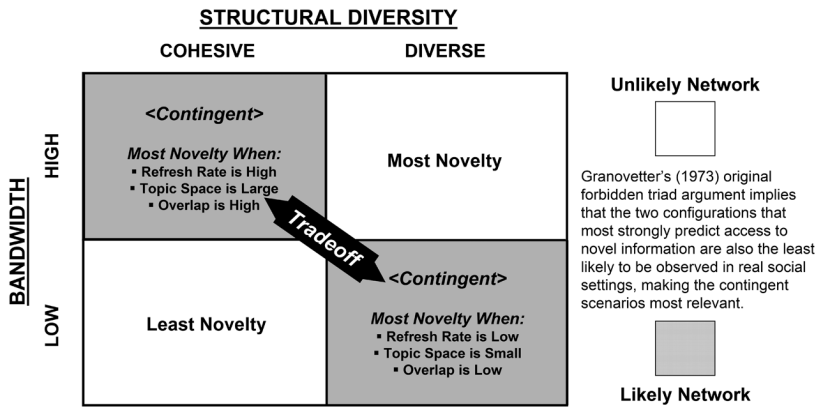 STRUCTURAL DIVERSITY
COHESIVE
DIVERSE
BANDWIDTH
HIGH
LOW
<Contingent>
Most Novelty When:
▪ Refresh Rate is High
▪ Topic Space is Large
▪ Overlap is High
Most Novelty
Tradeoff
Least Novelty
<Contingent>
Most Novelty When:
▪ Refresh Rate is Low
▪ Topic Space is Small
▪ Overlap is Low
Unlikely Network
Granovetter's (1973) original
forbidden triad argument implies
that the two configurations that
most strongly predict access to
novel information are also the least
likely to be observed in real social
settings, making the contingent
scenarios most relevant.
Likely Network